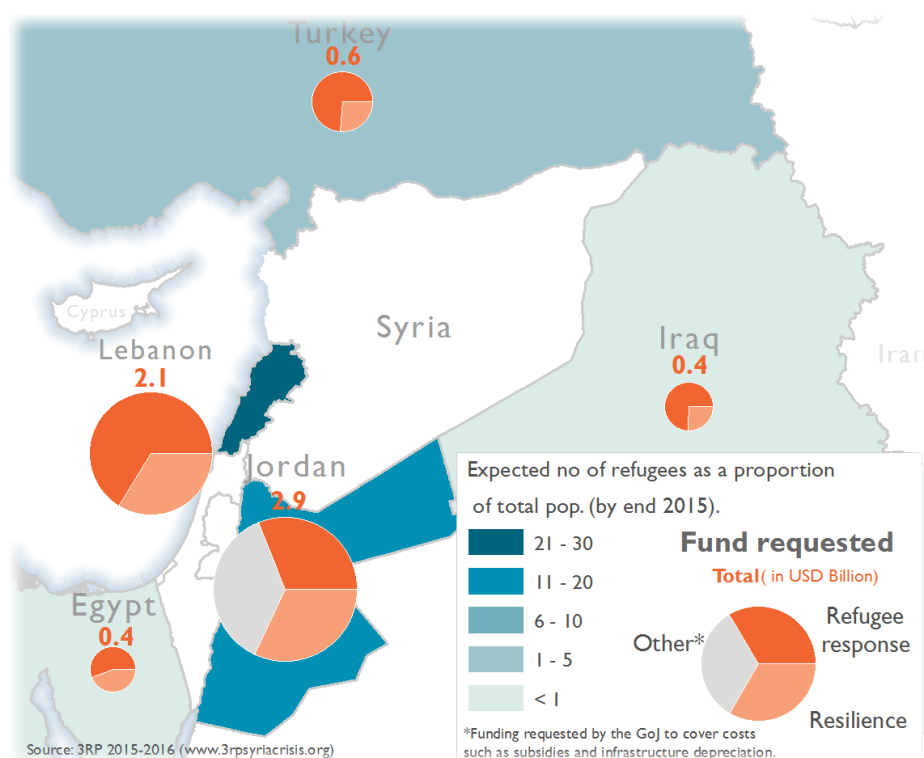 Turkey
0.6
Cyprus
Syria
Lebanon
2.1
Iraq
0.4
Iran
Jordan
2.9
Egypt
0.4
Expected no of refugees as a proportion
of total pop. (by end 2015).
21 - 30
11 - 20
6 - 10
1 - 5
< 1
Fund requested
Total( in USD Billion)
Refugee
response
Other*
Resilience
*Funding requested by the GoJ to cover costs
such as subsidies and infrastructure depreciation.
Source: 3RP 2015-2016 (www.3rpsyriacrisis.org)